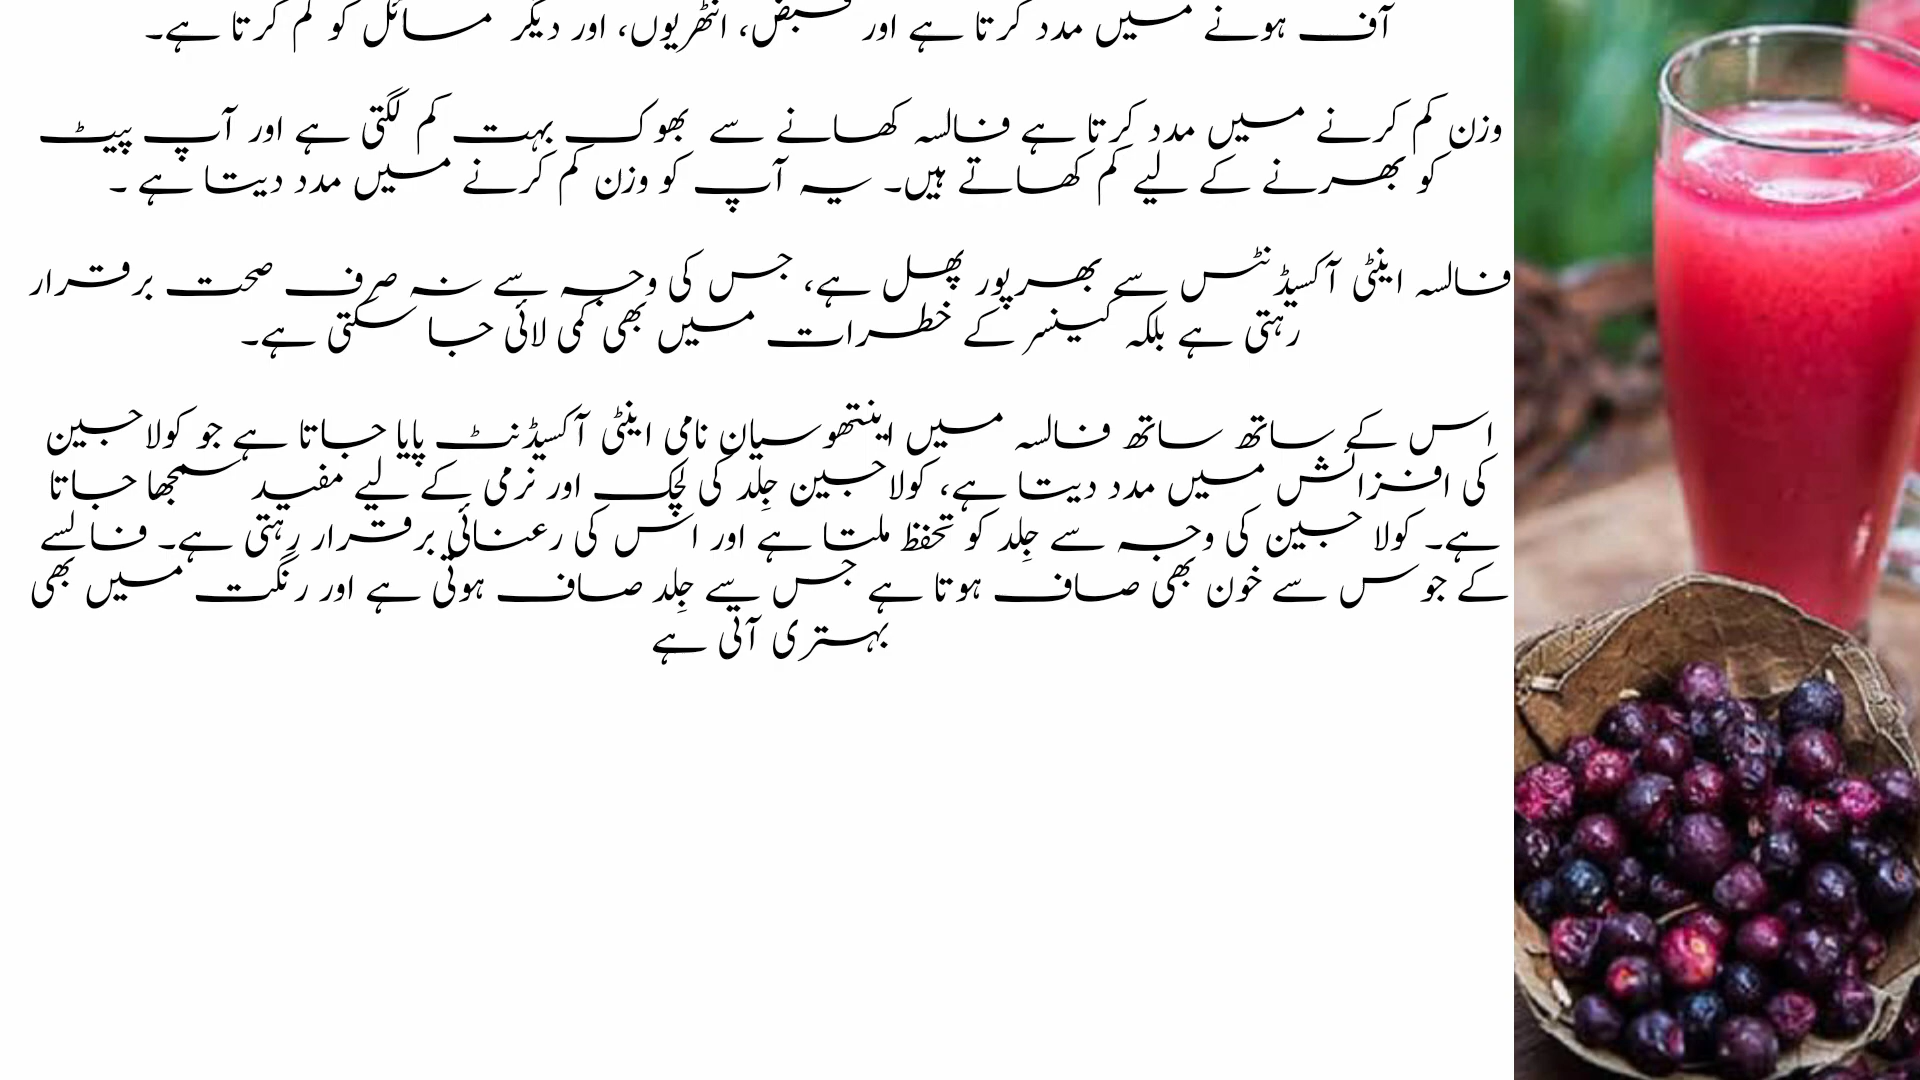 آف ہونے میں مدد کرتا ہے اور قبض، انٹریوں، اور دیگر مسائل کو کم کرتا ہے۔
وزن کم کرنے میں مدد کرتا ہے فالسہ کھانے سے بھوک بہت کم لگتی ہے اور آپ پیٹ
کو بھرنے کے لیے کم کھاتے ہیں۔ یہ آپ کو وزن کم کرنے میں مدد دیتا ہے ۔
فالسہ اینٹی آکسیڈنٹس سے بھرپور پھل ہے، جس کی وجہ سے نہ صرف صحت برقرار
رہتی ہے بلکہ کینسر کے خطرات میں بھی کمی لائی جا سکتی ہے۔
اس کے ساتھ ساتھ فالسہ میں اینتھوسیان نامی اینٹی آکسیڈنٹ پایا جاتا ہے جو کولاجین
کی افزائش میں مدد دیتا ہے، کولاجین جِلد کی لچک اور نرمی کے لیے مفید سمجھا جاتا
ہے۔ کولا جین کی وجہ سے جِلد کو تحفظ ملتا ہے اور اس کی رعنائی برقرار رہتی ہے۔ فالسے
کے جوس سے خون بھی صاف ہوتا ہے جس سے جِلد صاف ہوتی ہے اور رنگت میں بھی
بہتری آتی ہے